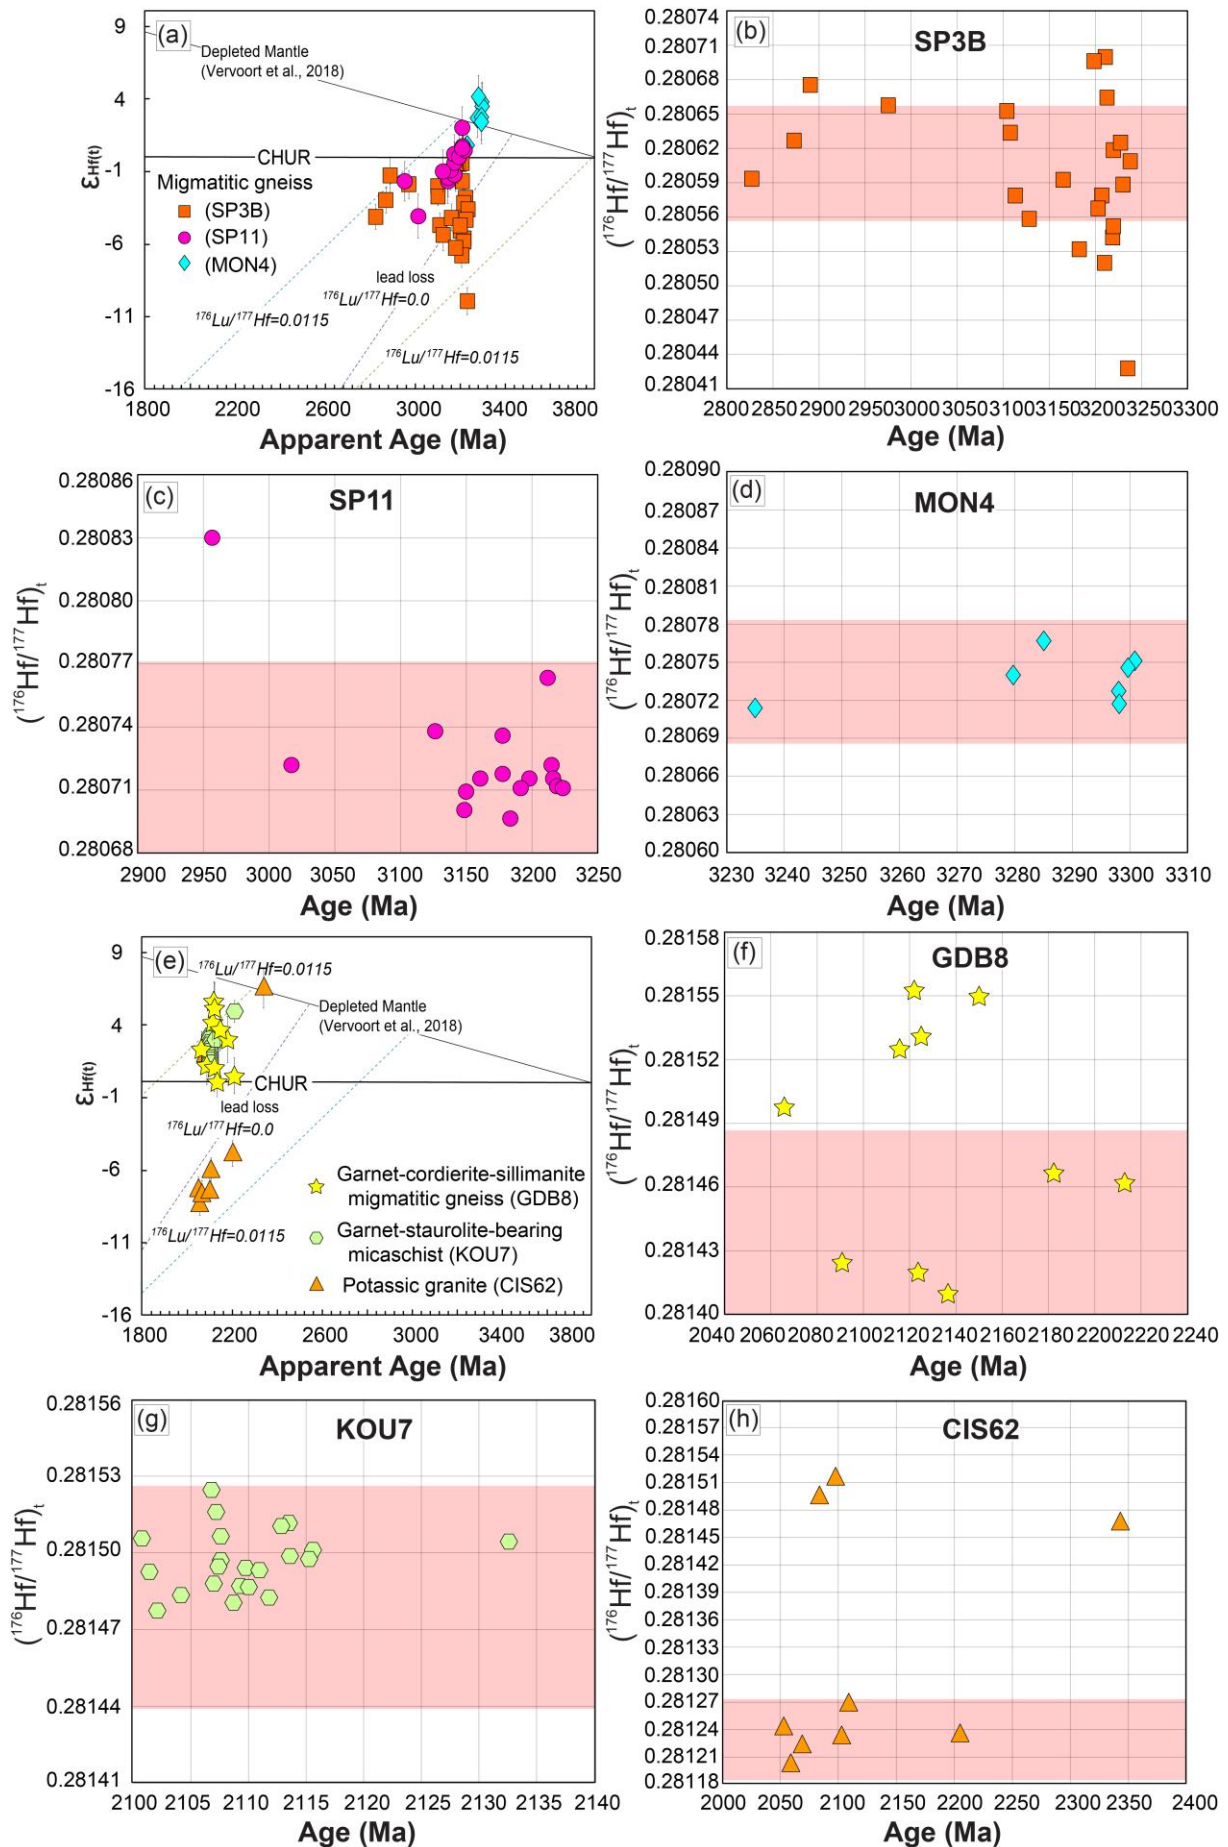 (a)
9
4
-1
-6
-11
-16
εHf(t)
Depleted Mantle
(Vervoort et al., 2018)
CHUR
Migmatitic gneiss
(SP3B)
(SP11)
(MON4)
lead loss
176Lu/177Hf=0.0
176Lu/177Hf=0.0115
176Lu/177Hf=0.0115
1800 2200 2600 3000 3400 3800
Apparent Age (Ma)
(b)
SP3B
0.28074
0.28071
0.28068
0.28065
0.28062
0.28059
0.28056
0.28053
0.28050
0.28047
0.28044
0.28041
(176Hf/177Hf)t
2800 2850 2900 2950 3000 3050 3100 3150 3200 3250 3300
Age (Ma)
(c)
SP11
0.28086
0.28083
0.28080
0.28077
0.28074
0.28071
0.28068
(176Hf/177Hf)t
2900 2950 3000 3050 3100 3150 3200 3250
Age (Ma)
(d)
MON4
0.28090
0.28087
0.28084
0.28081
0.28078
0.28075
0.28072
0.28069
0.28066
0.28063
0.28060
(176Hf/177Hf)t
3230 3240 3250 3260 3270 3280 3290 3300 3310
Age (Ma)
(e)
9
4
-1
-6
-11
-16
εHf(t)
176Lu/177Hf=0.0115
Depleted Mantle
(Vervoort et al., 2018)
CHUR
lead loss
176Lu/177Hf=0.0
176Lu/177Hf=0.0115
Garnet-cordierite-sillimanite
migmatitic gneiss (GDB8)
Garnet-staurolite-bearing
micaschist (KOU7)
Potassic granite (CIS62)
1800 2200 2600 3000 3400 3800
Apparent Age (Ma)
(f)
GDB8
0.28158
0.28155
0.28152
0.28149
0.28146
0.28143
0.28140
(176Hf/177Hf)t
2040 2060 2080 2100 2120 2140 2160 2180 2200 2220 2240
Age (Ma)
(g)
KOU7
0.28156
0.28153
0.28150
0.28147
0.28144
0.28141
(176Hf/177Hf)t
2100 2105 2110 2115 2120 2125 2130 2135 2140
Age (Ma)
(h)
CIS62
0.28160
0.28157
0.28154
0.28151
0.28148
0.28145
0.28142
0.28139
0.28136
0.28133
0.28130
0.28127
0.28124
0.28121
0.28118
(176Hf/177Hf)t
2000 2050 2100 2150 2200 2250 2300 2350 2400
Age (Ma)